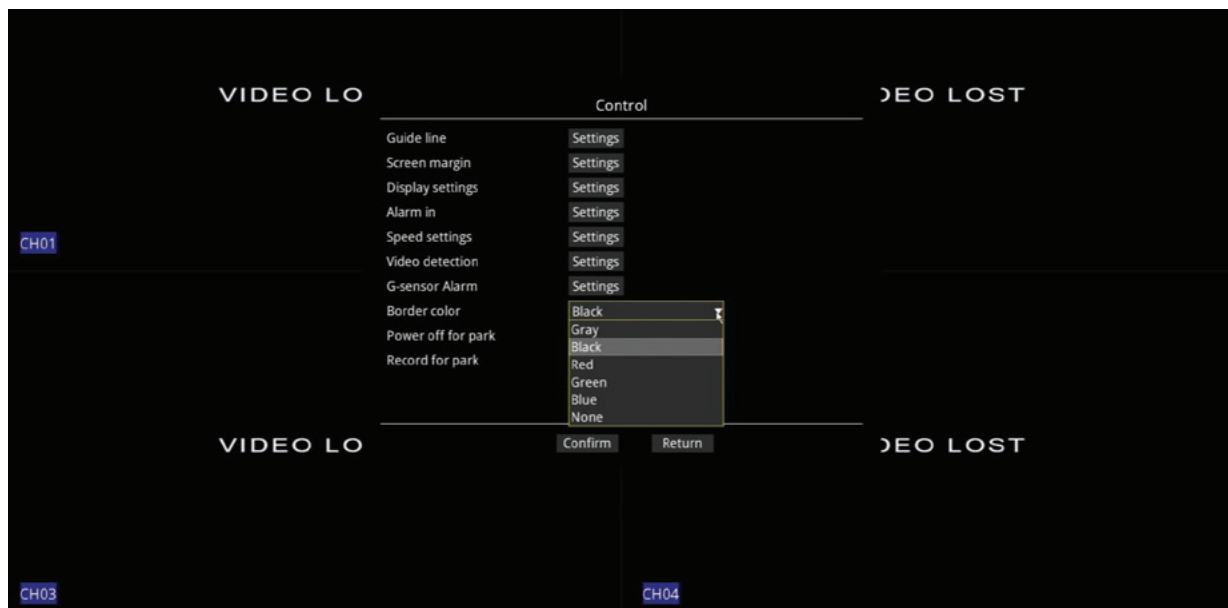 VIDEO LO
DEO LOST
Control
Guide line Settings
Screen margin Settings
Display settings Settings
Alarm in Settings
Speed settings Settings
CH01
Video detection Settings
G-sensor Alarm Settings
Border color Black
Gray
Power off for park
Black
Record for park
Red
Green
Blue
None
VIDEO LO
Confirm Return
DEO LOST
CH03
CH04